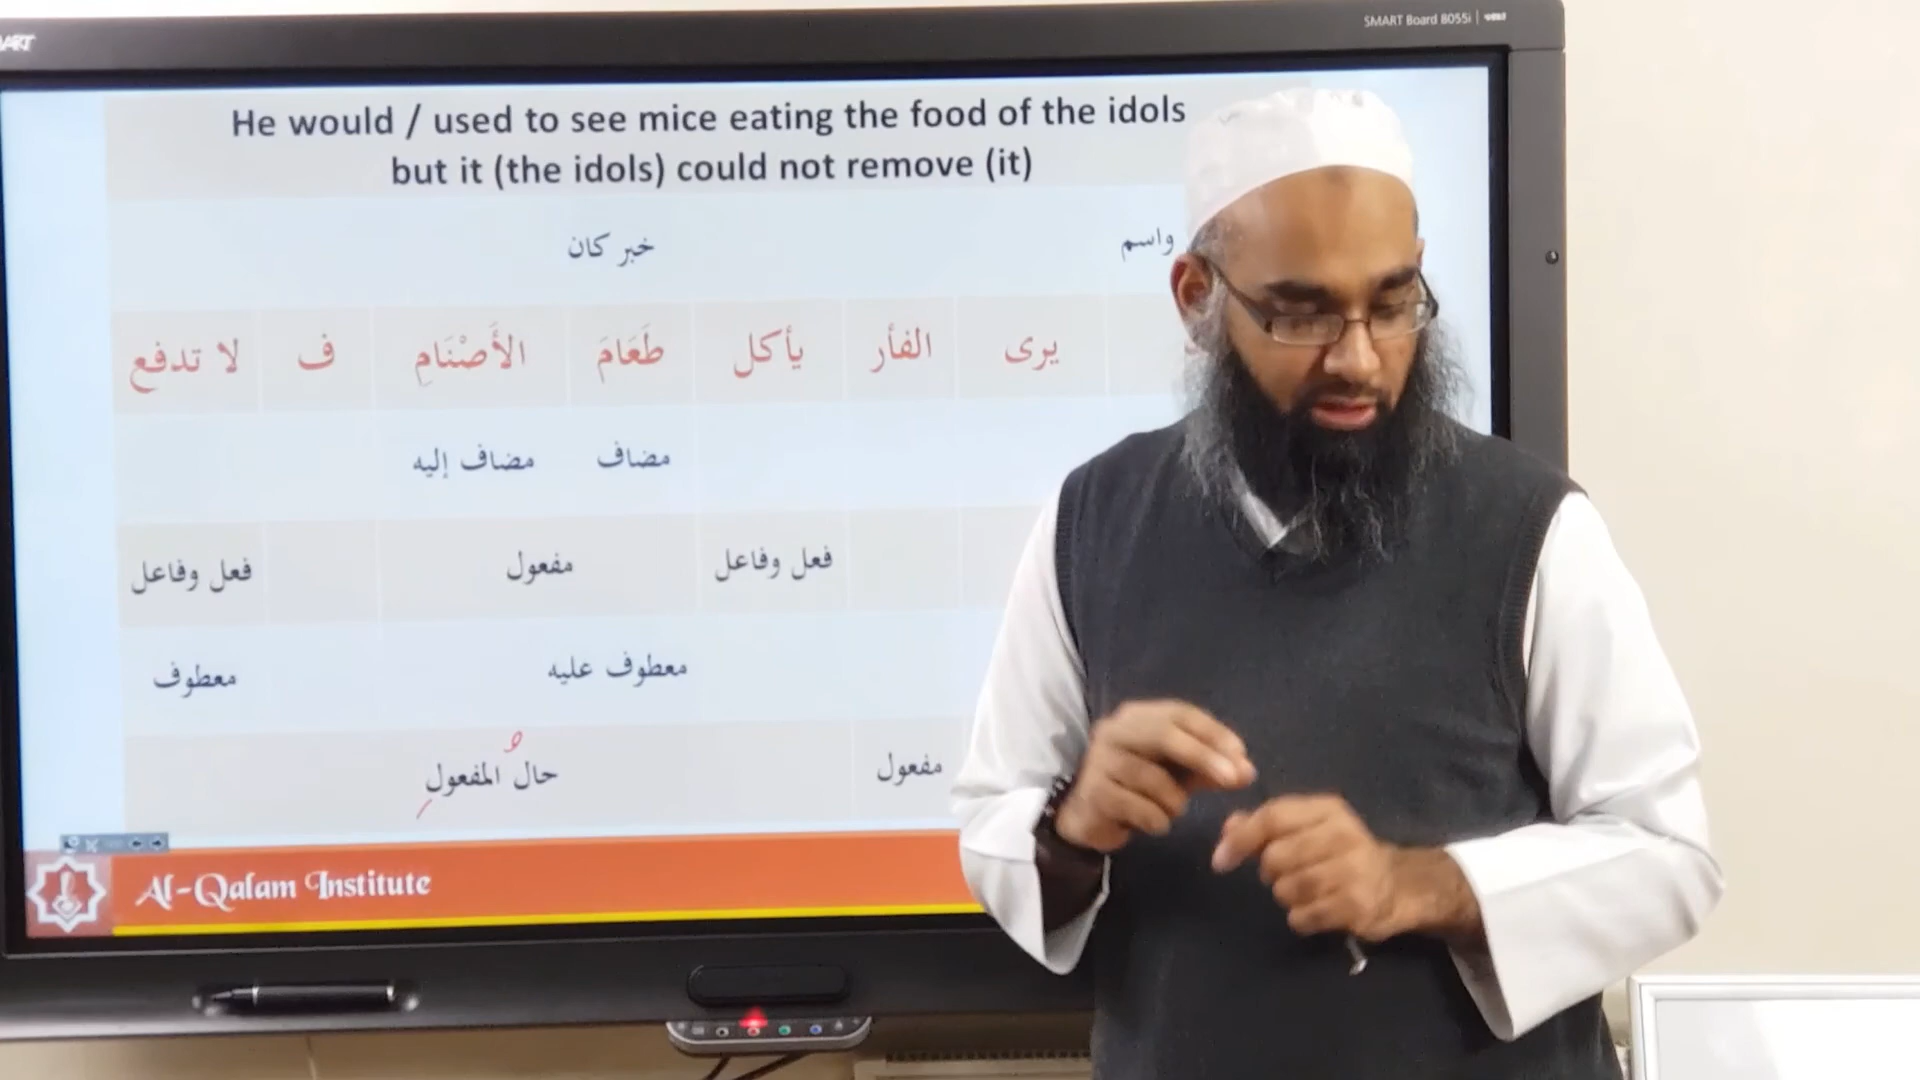 SMART Board 8055i
He would / used to see mice eating the food of the idols
but it (the idols) could not remove (it)
واسم خبر كان
يرى الفأر يأكل طَعَامَ الأَصْنَامِ ف لا تدفع
مضاف مضاف إليه
فعل وفاعل مفعول فعل وفاعل
معطوف عليه معطوف
مفعول حال المفعول
Al-Qalam Institute